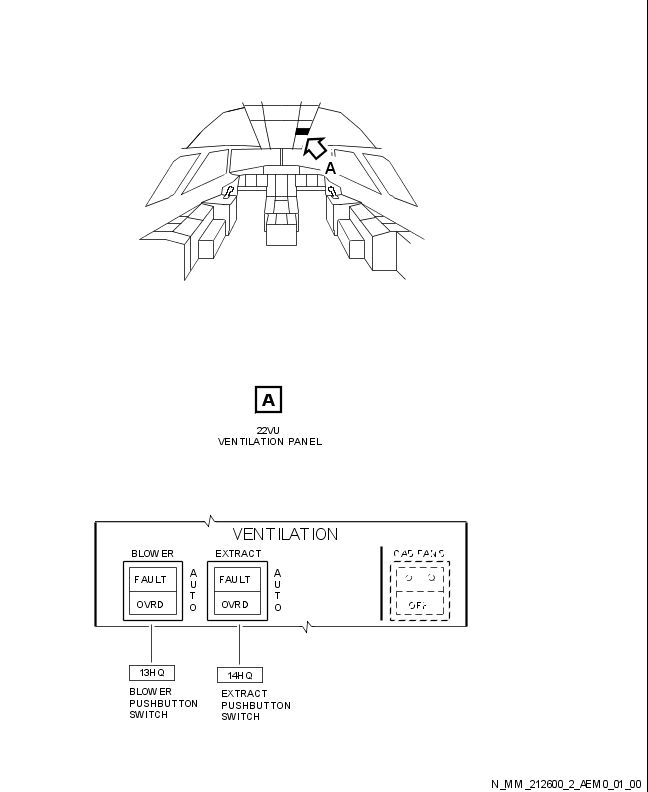 A
A
22VU
VENTILATION PANEL
VENTILATION
BLOWER
EXTRACT
CAB FANS
FAULT
OVRD
AUTO
FAULT
OVRD
AUTO
OFF
13HQ
14HQ
BLOWER
PUSHBUTTON
SWITCH
EXTRACT
PUSHBUTTON
SWITCH
N_MM_212600_2_AEM0_01_00